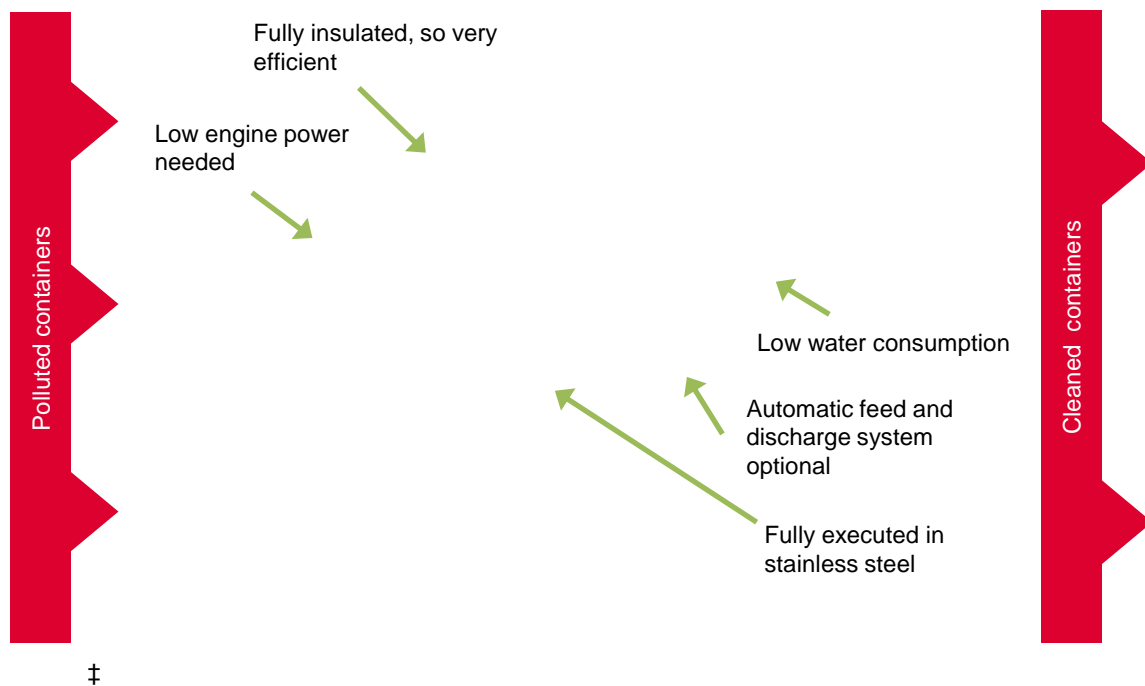 Fully insulated, so very
efficient
Low engine power
needed
Polluted containers
Cleaned  containers
Low water consumption
Automatic feed and
discharge system
optional
Fully executed in
stainless steel
‡